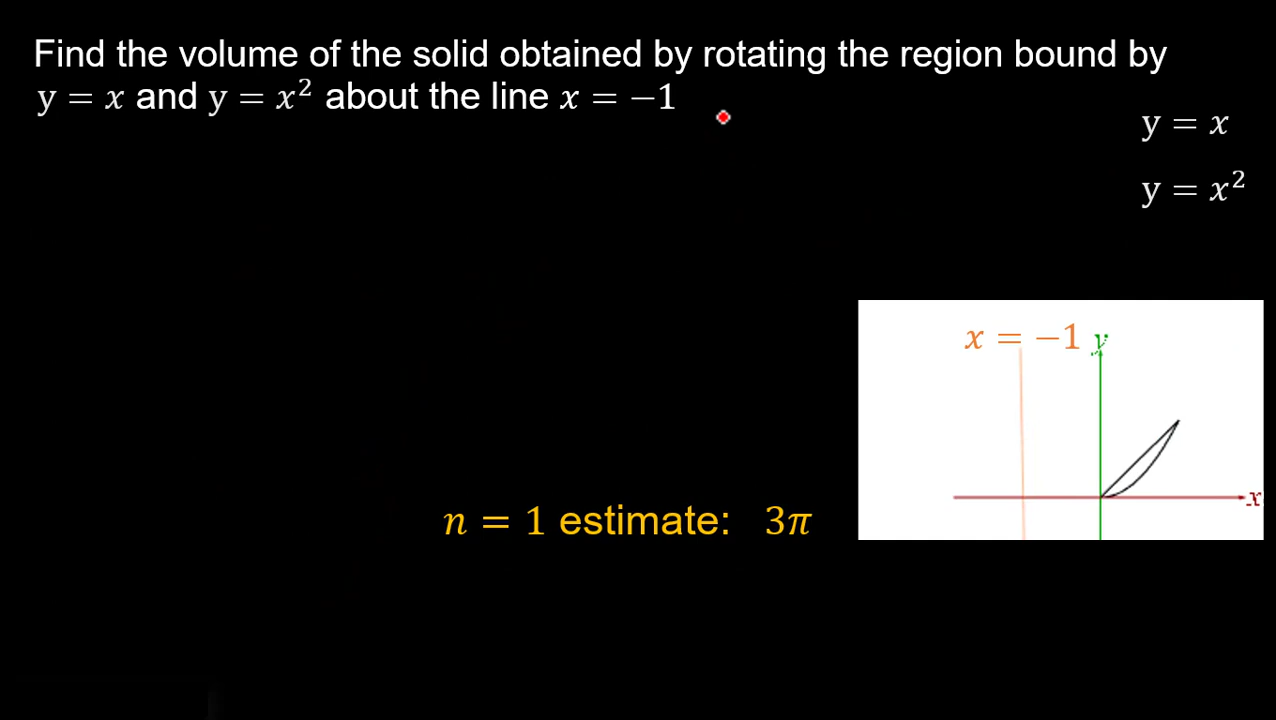 Find the volume of the solid obtained by rotating the region bound by
y = x and y = x² about the line x = −1
y = x
y = x²
x = −1
y
x
n = 1 estimate: 3π